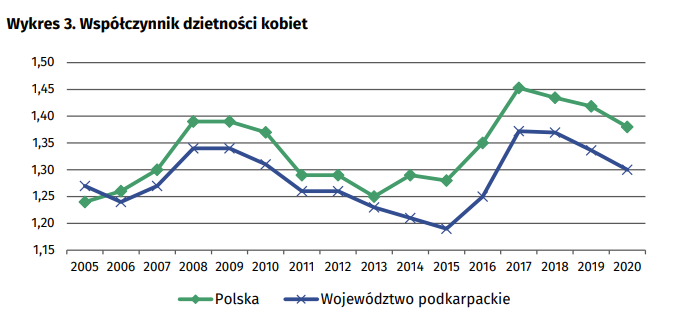 Wykres 3. Współczynnik dzietności kobiet
1,50
1,45
1,40
1,35
1,30
1,25
1,20
1,15
2005 2006 2007 2008 2009 2010 2011 2012 2013 2014 2015 2016 2017 2018 2019 2020
Polska Województwo podkarpackie